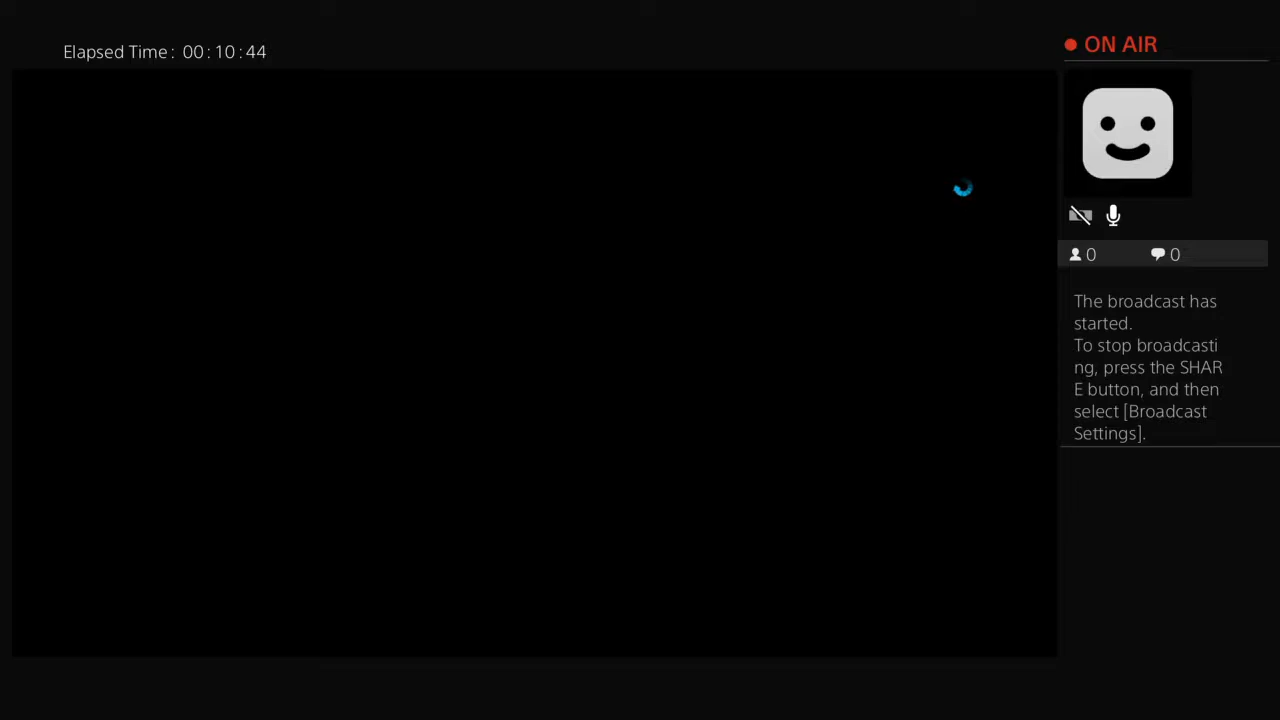 Elapsed Time: 00:10:44
ON AIR
0 0
The broadcast has
started.
To stop broadcasti
ng, press the SHAR
E button, and then
select [Broadcast
Settings].